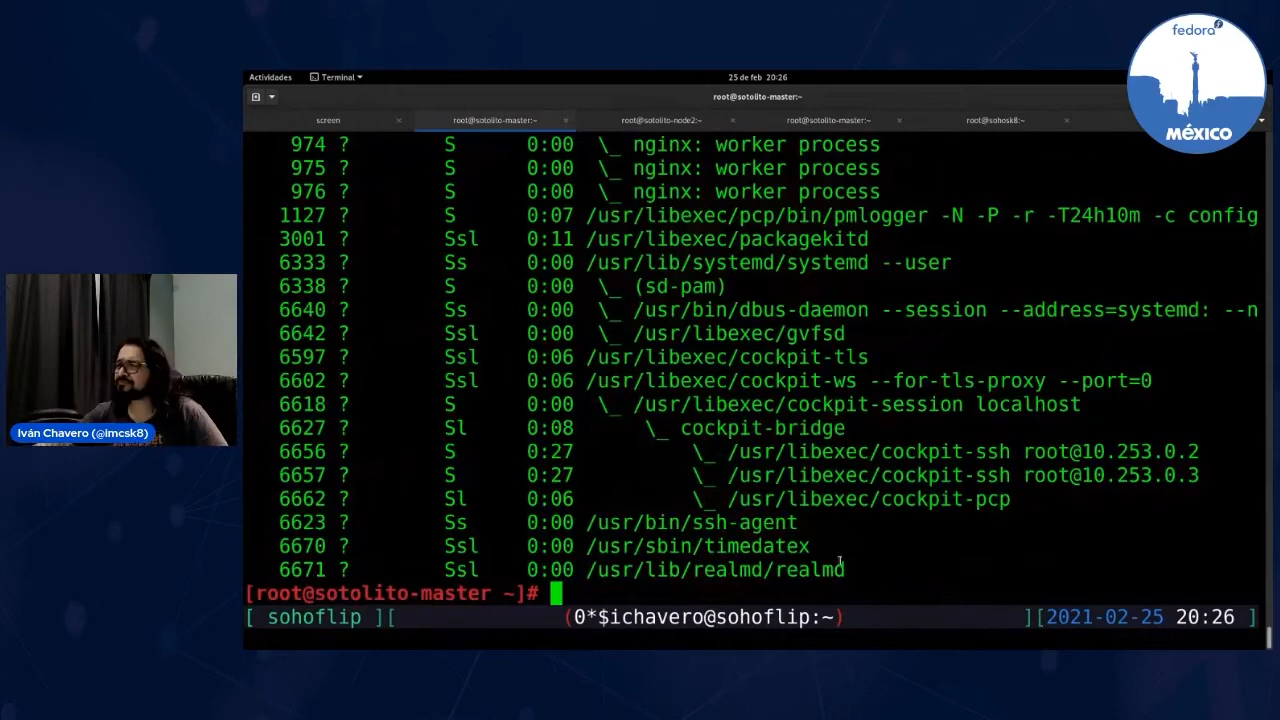 fedora
MÉXICO
Actividades Terminal 25 de feb 20:26
root@sotolito-master:~
screen × root@sotolito-master:~ × root@sotolito-node2:~ × root@sotolito-master:~ × root@sohosk8:~ ×
974 ? S 0:00 \_ nginx: worker process
975 ? S 0:00 \_ nginx: worker process
976 ? S 0:00 \_ nginx: worker process
1127 ? S 0:07 /usr/libexec/pcp/bin/pmlogger -N -P -r -T24h10m -c config
3001 ? Ssl 0:11 /usr/libexec/packagekitd
6333 ? Ss 0:00 /usr/lib/systemd/systemd --user
6338 ? S 0:00 \_ (sd-pam)
6640 ? Ss 0:00 \_ /usr/bin/dbus-daemon --session --address=systemd: --n
6642 ? Ssl 0:00 \_ /usr/libexec/gvfsd
6597 ? Ssl 0:06 /usr/libexec/cockpit-tls
6602 ? Ssl 0:06 /usr/libexec/cockpit-ws --for-tls-proxy --port=0
6618 ? S 0:00 \_ /usr/libexec/cockpit-session localhost
6627 ? Sl 0:08 \_ cockpit-bridge
6656 ? S 0:27 \_ /usr/libexec/cockpit-ssh root@10.253.0.2
6657 ? S 0:27 \_ /usr/libexec/cockpit-ssh root@10.253.0.3
6662 ? Sl 0:06 \_ /usr/libexec/cockpit-pcp
6623 ? Ss 0:00 /usr/bin/ssh-agent
6670 ? Ssl 0:00 /usr/sbin/timedatex
6671 ? Ssl 0:00 /usr/lib/realmd/realmd
[root@sotolito-master ~]#
[ sohoflip ][ (0*$ichavero@sohoflip:~) ][2021-02-25 20:26 ]
Iván Chavero (@imcsk8)